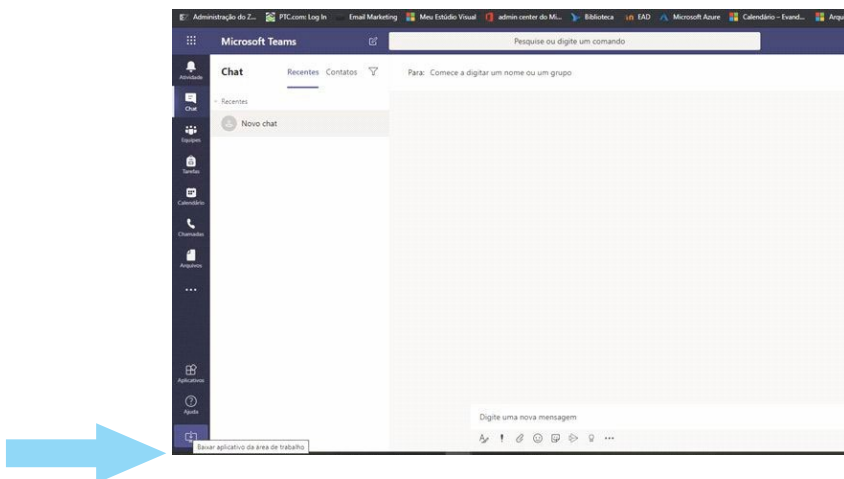 Administração do Z... PTC.com: Log In Email Marketing Meu Estúdio Visual admin center do Mi... Biblioteca EAD Microsoft Azure Calendário – Evand... Arqu
Microsoft Teams Pesquise ou digite um comando
Atividade
Chat Recentes Contatos Para: Comece a digitar um nome ou um grupo
Chat
Recentes
Novo chat
Equipes
Tarefas
Calendário
Chamadas
Arquivos
...
Aplicativos
Ajuda
Digite uma nova mensagem
Baixar aplicativo da área de trabalho